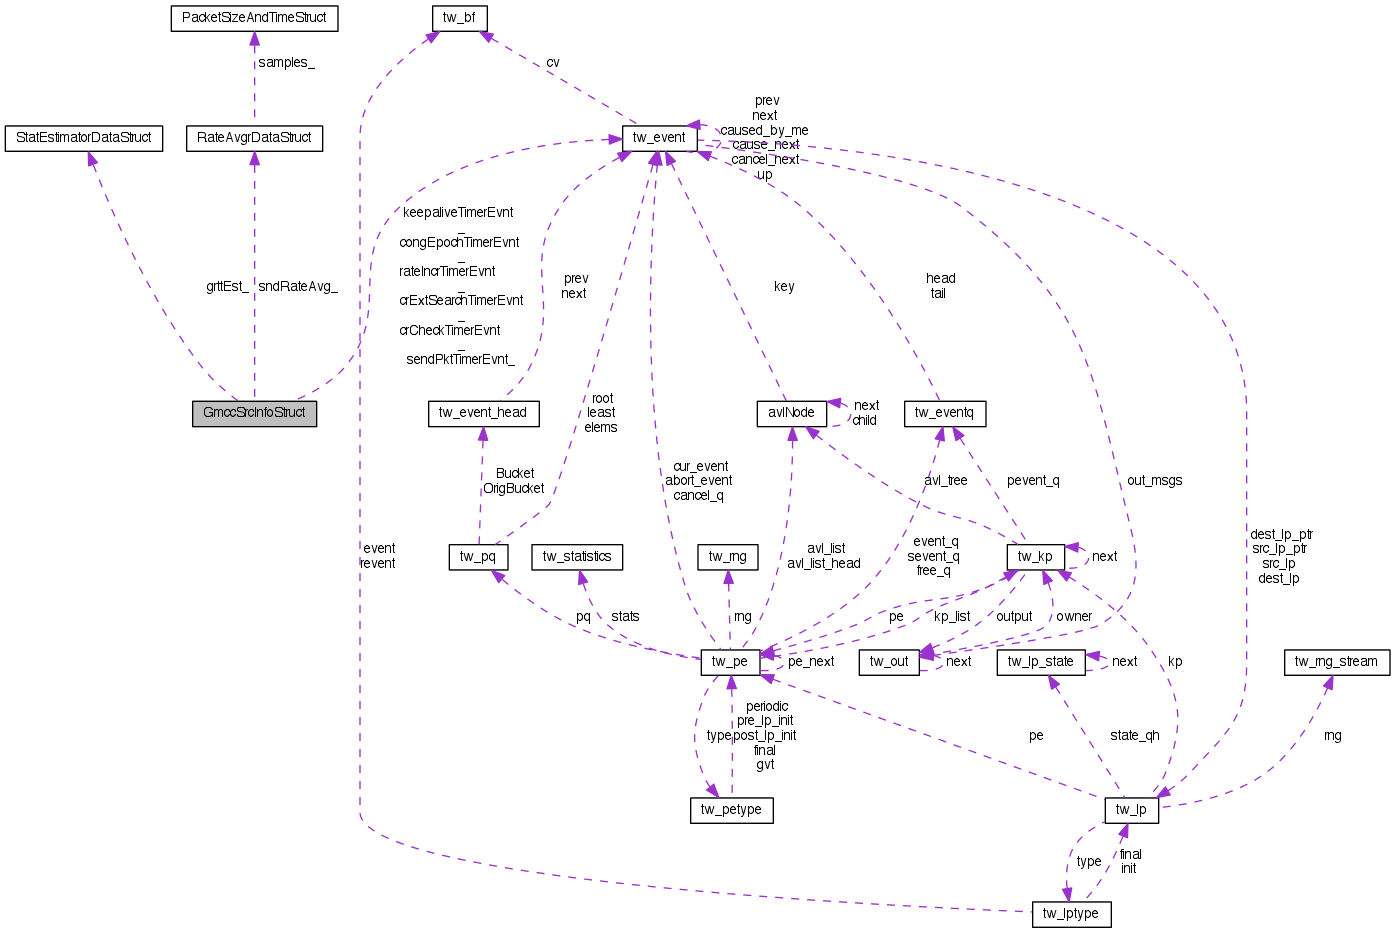 PacketSizeAndTimeStruct
tw_bf
samples_
cv
StatEstimatorDataStruct
RateAvgrDataStruct
tw_event
prev
next
caused_by_me
cause_next
cancel_next
up
keepaliveTimerEvnt
_
congEpochTimerEvnt
_
rateIncrTimerEvnt
_
crExtSearchTimerEvnt
_
crCheckTimerEvnt
_
sendPktTimerEvnt_
grttEst_
sndRateAvg_
prev
next
key
head
tail
GmccSrcInfoStruct
tw_event_head
root
least
elems
avlNode
next
child
tw_eventq
Bucket
OrigBucket
cur_event
abort_event
cancel_q
avl_tree
pevent_q
out_msgs
dest_lp_ptr
src_lp_ptr
src_lp
dest_lp
event
revent
tw_pq
tw_statistics
tw_rng
avl_list
avl_list_head
event_q
sevent_q
free_q
tw_kp
next
pq
stats
rng
pe
kp_list
output
owner
tw_pe
pe_next
tw_out
next
tw_lp_state
next
kp
tw_rng_stream
type
periodic
pre_lp_init
post_lp_init
final
gvt
pe
state_qh
rng
tw_petype
tw_lp
type
final
init
tw_lptype